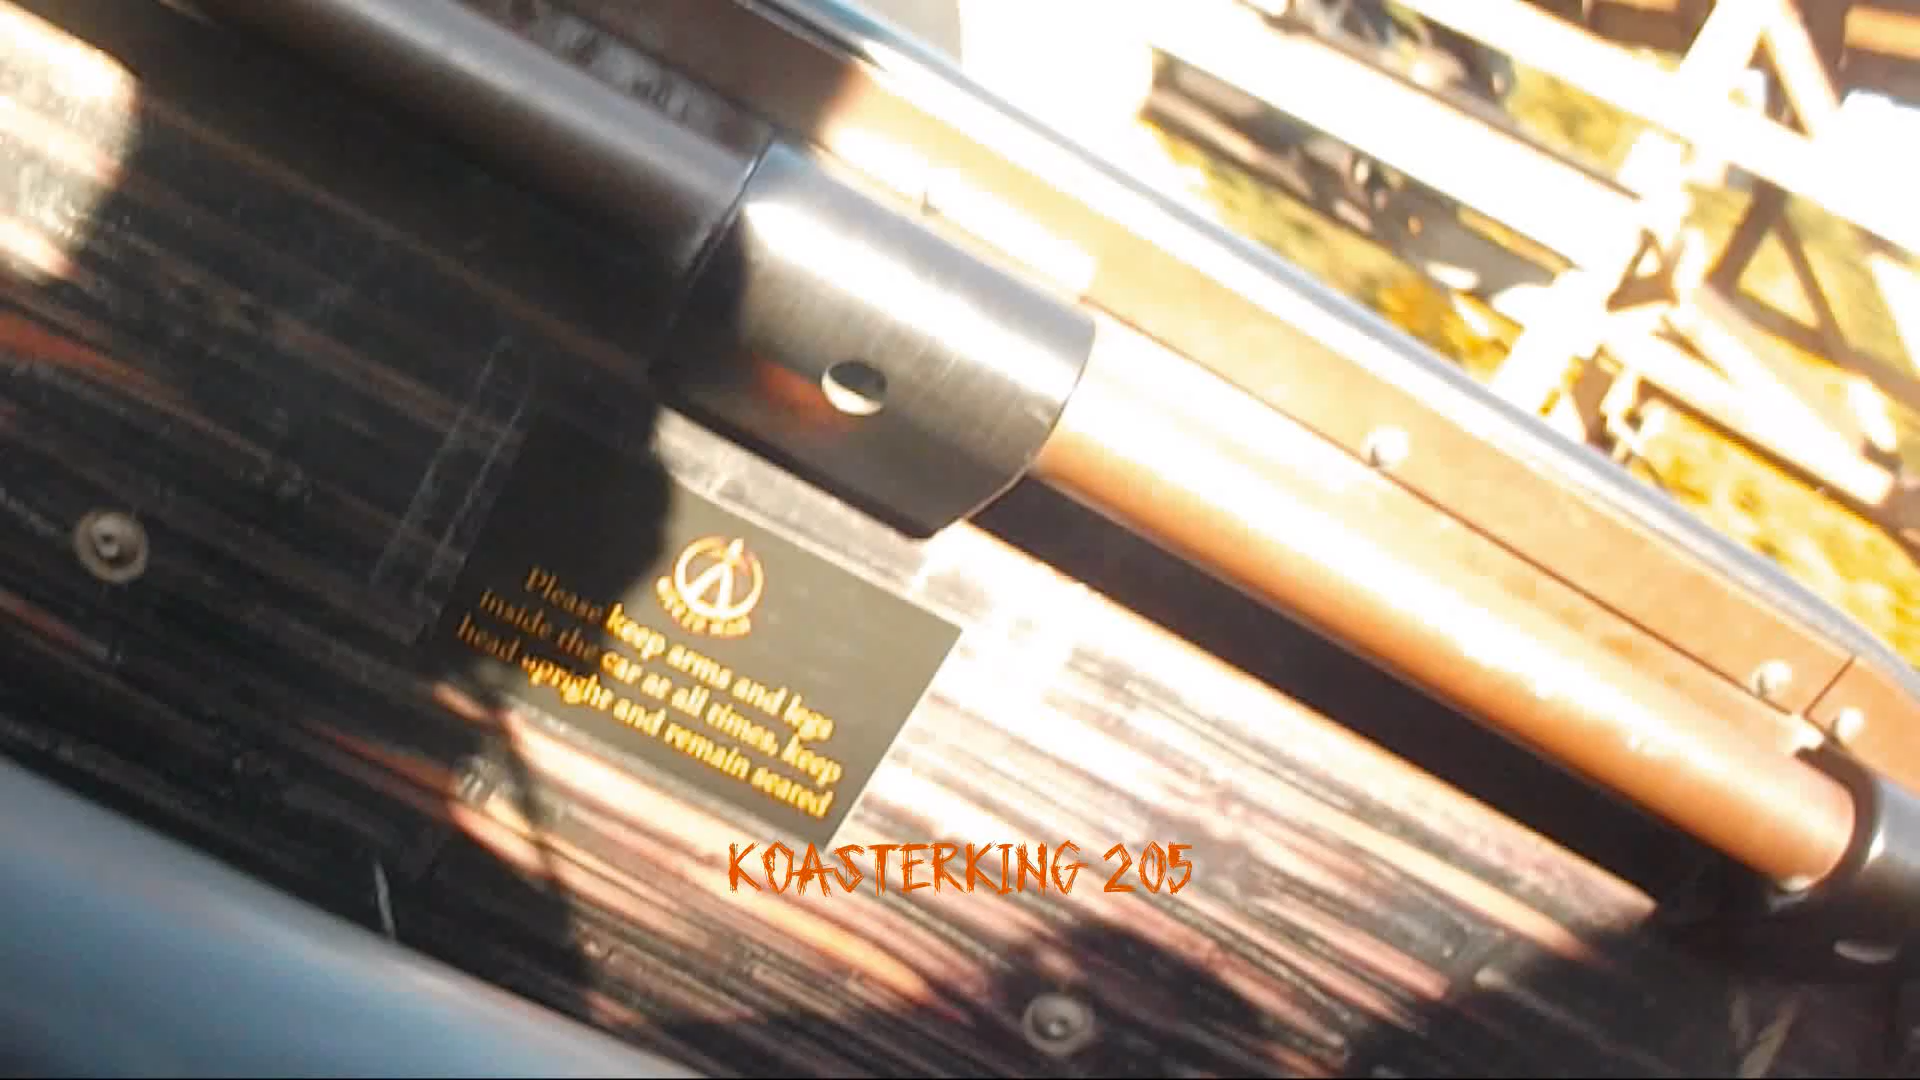 Please keep arms and legs
inside the car at all times, keep
head upright and remain seated
KOASTERKING 205